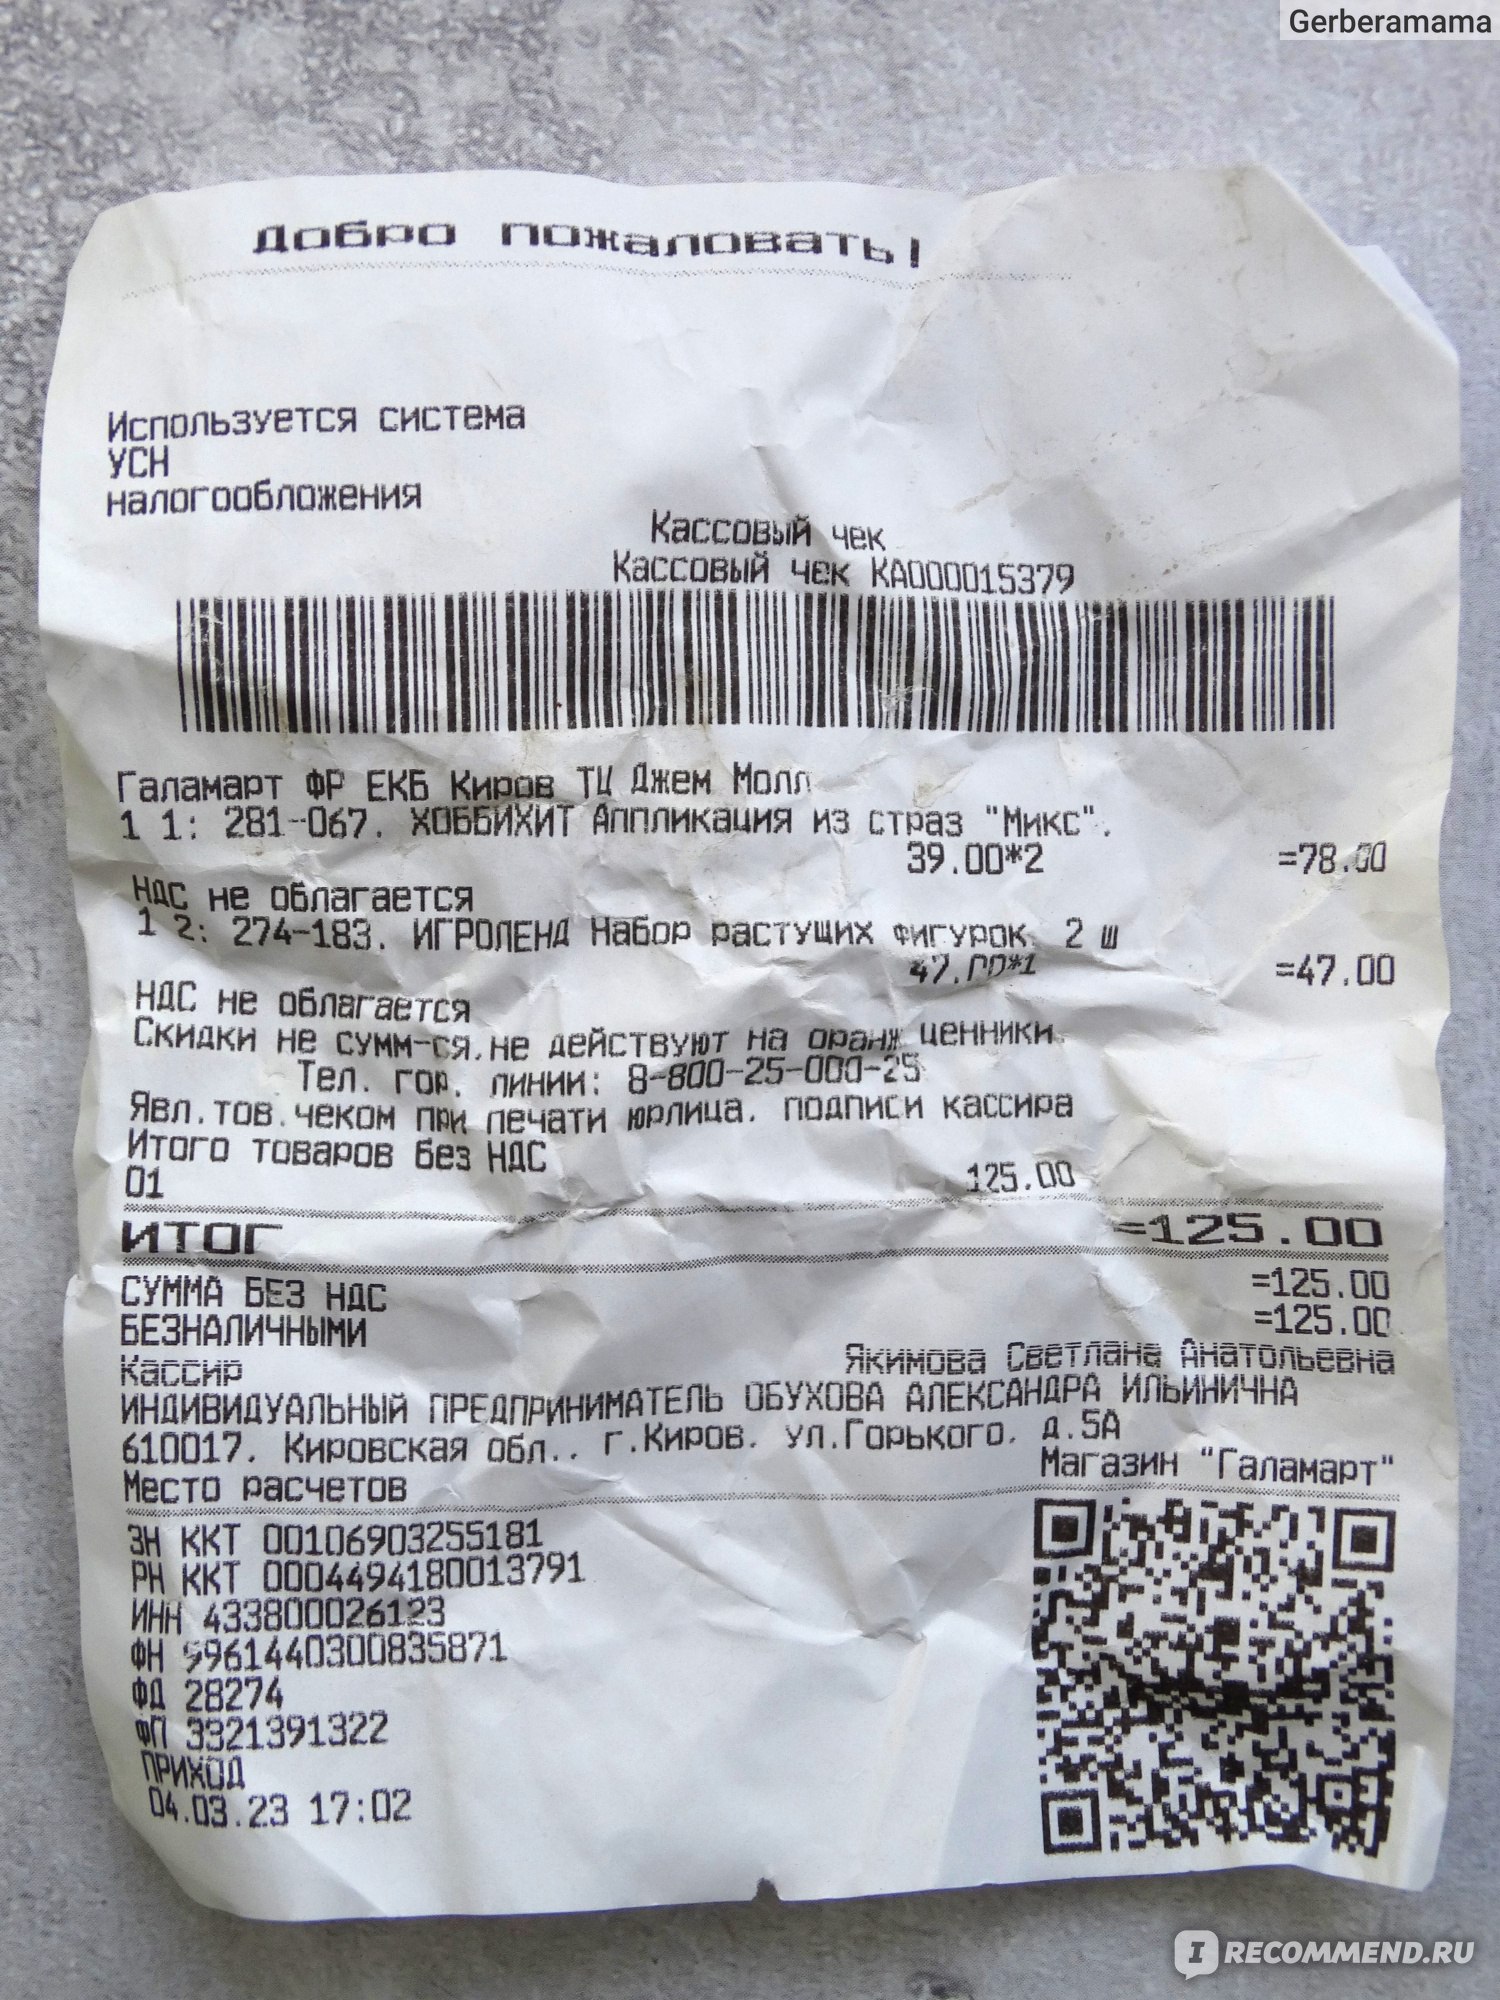 Gerberamama
Добро пожаловать!
Используется система
УСН
налогообложения
Кассовый чек
Кассовый чек КА000015379
Галамарт ФР ЕКБ Киров ТЦ Джем Молл
1 1: 281-067, ХОББИХИТ Аппликация из страз "Микс",
39.00*2 =78.00
НДС не облагается
1 2: 274-183, ИГРОЛЕНД Набор растущих фигурок, 2 ш
47.00*1 =47.00
НДС не облагается
Скидки не сумм-ся,не действуют на оранж ценники.
Тел. гор. линии: 8-800-25-000-25
Явл.тов.чеком при печати юрлица, подписи кассира
Итого товаров без НДС
01 125.00
ИТОГ =125.00
СУММА БЕЗ НДС =125.00
БЕЗНАЛИЧНЫМИ =125.00
Кассир Якимова Светлана Анатольевна
ИНДИВИДУАЛЬНЫЙ ПРЕДПРИНИМАТЕЛЬ ОБУХОВА АЛЕКСАНДРА ИЛЬИНИЧНА
610017, Кировская обл., г.Киров, ул.Горького, д.5А
Место расчетов Магазин "Галамарт"
ЗН ККТ 00106903255181
РН ККТ 0004494180013791
ИНН 433800026123
ФН 9961440300835871
ФД 28274
ФП 3321391322
ПРИХОД
04.03.23 17:02
I RECOMMEND.RU